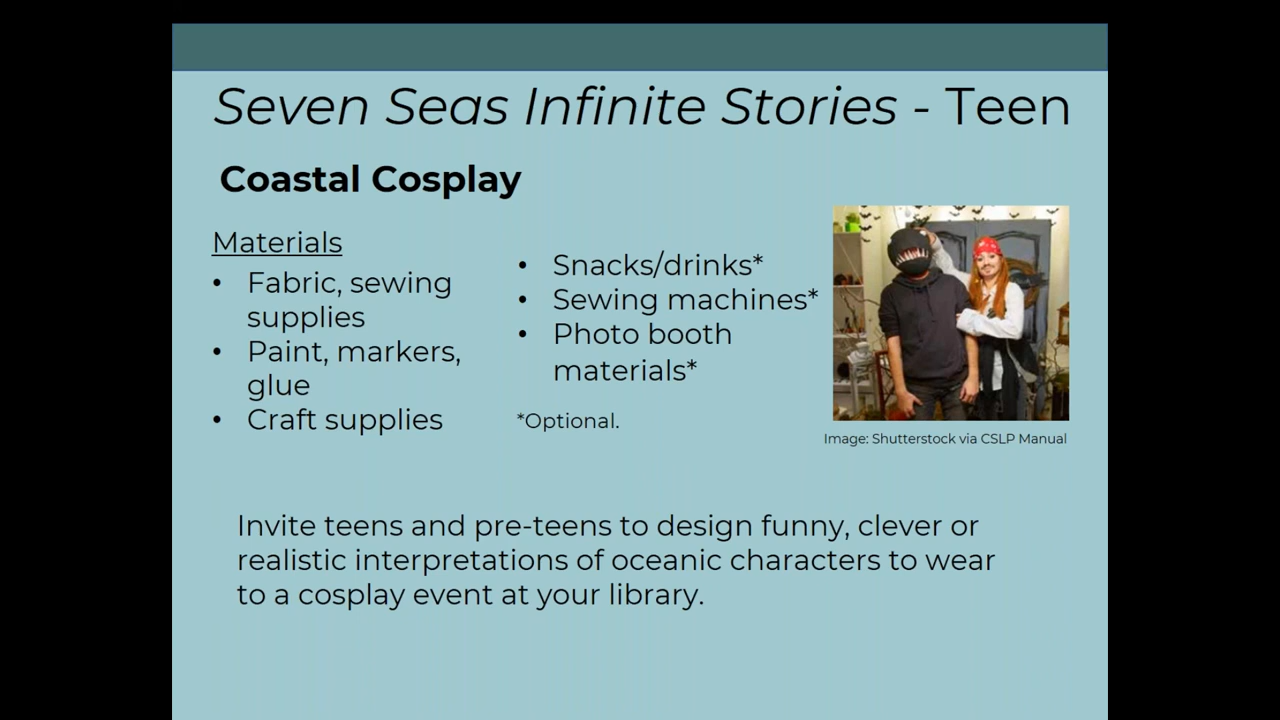 Seven Seas Infinite Stories - Teen
Coastal Cosplay
Materials
• Fabric, sewing
supplies
• Paint, markers,
glue
• Craft supplies
• Snacks/drinks*
• Sewing machines*
• Photo booth
materials*
*Optional.
Image: Shutterstock via CSLP Manual
Invite teens and pre-teens to design funny, clever or
realistic interpretations of oceanic characters to wear
to a cosplay event at your library.